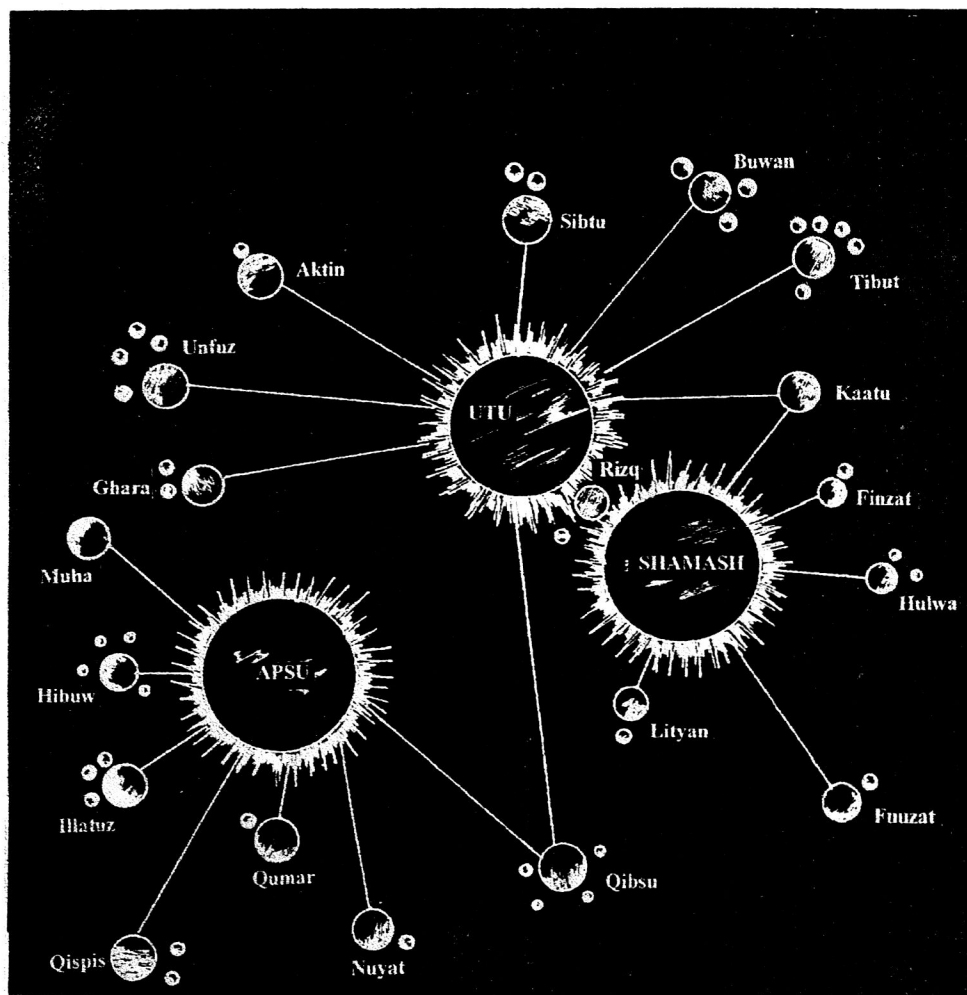 Buwan
Sibtu
Aktin
Tibut
Unfuz
Kaatu
UTU
Rizq
Ghara
Finzat
SHAMASH
Muha
Hulwa
APSU
Hibuw
Lityan
Illatuz
Fuuzat
Qumar
Qibsu
Qispis
Nuyat